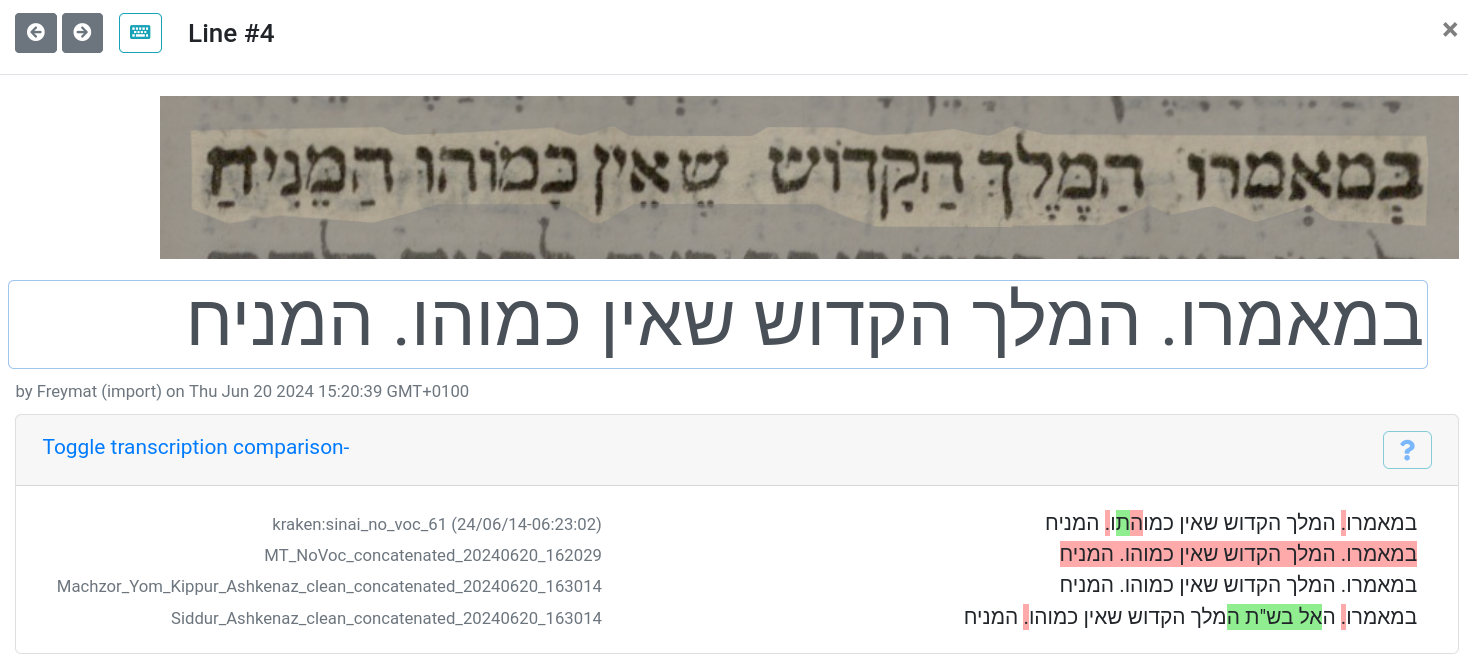 Line #4
×
בְּמַאֲמָרו הַמֶּלֶךְ הַקָּדוֹשׁ שֶׁאֵין כָּמוֹהוּ הַמֵּנִיחַ
במאמרו. המלך הקדוש שאין כמוהו. המניח
by Freymat (import) on Thu Jun 20 2024 15:20:39 GMT+0100
Toggle transcription comparison-
?
kraken:sinai_no_voc_61 (24/06/14-06:23:02) במאמרו. המלך הקדוש שאין כמוהתו. המניח
MT_NoVoc_concatenated_20240620_162029 במאמרו. המלך הקדוש שאין כמוהו. המניח
Machzor_Yom_Kippur_Ashkenaz_clean_concatenated_20240620_163014 במאמרו. המלך הקדוש שאין כמוהו. המניח
Siddur_Ashkenaz_clean_concatenated_20240620_163014 במאמרו. האל בש"ת המלך הקדוש שאין כמוהו. המניח